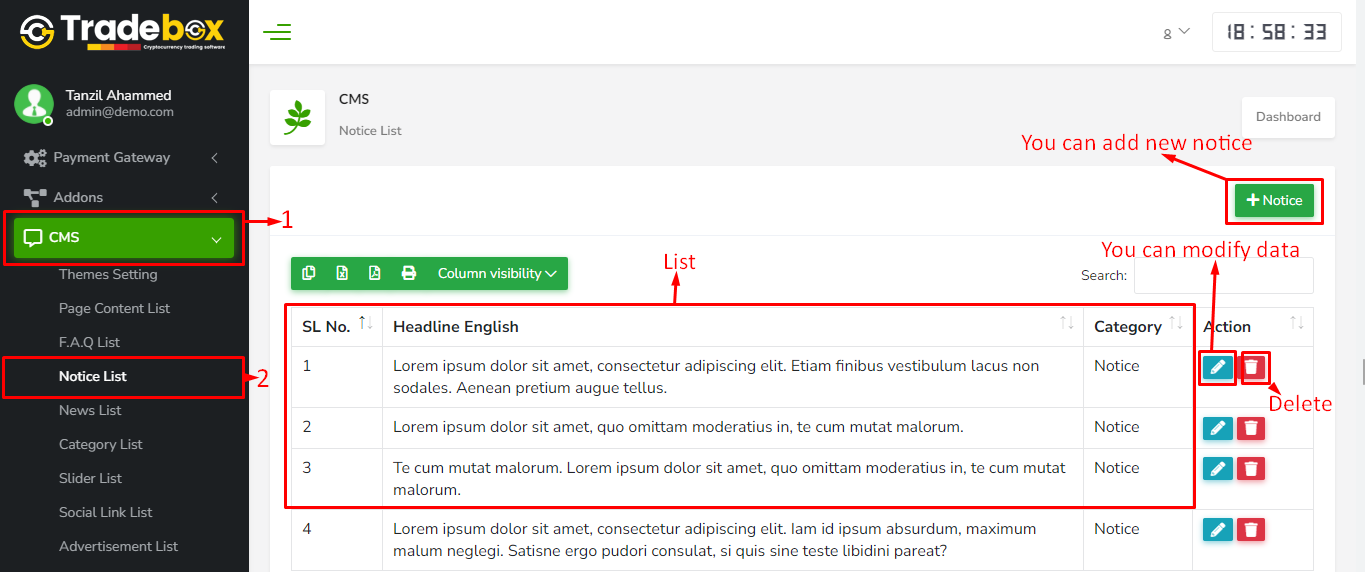 Tradebox
Cryptocurrency trading software
18:58:33
Tanzil Ahammed
admin@demo.com
Payment Gateway
Addons
CMS
1
Themes Setting
Page Content List
F.A.Q List
Notice List
2
News List
Category List
Slider List
Social Link List
Advertisement List
CMS
Notice List
Dashboard
You can add new notice
+ Notice
You can modify data
List
Column visibility
Search:
SL No. Headline English Category Action
1 Lorem ipsum dolor sit amet, consectetur adipiscing elit. Etiam finibus vestibulum lacus non Notice
sodales. Aenean pretium augue tellus.
Delete
2 Lorem ipsum dolor sit amet, quo omittam moderatius in, te cum mutat malorum. Notice
3 Te cum mutat malorum. Lorem ipsum dolor sit amet, quo omittam moderatius in, te cum mutat Notice
malorum.
4 Lorem ipsum dolor sit amet, consectetur adipiscing elit. Iam id ipsum absurdum, maximum Notice
malum neglegi. Satisne ergo pudori consulat, si quis sine teste libidini pareat?